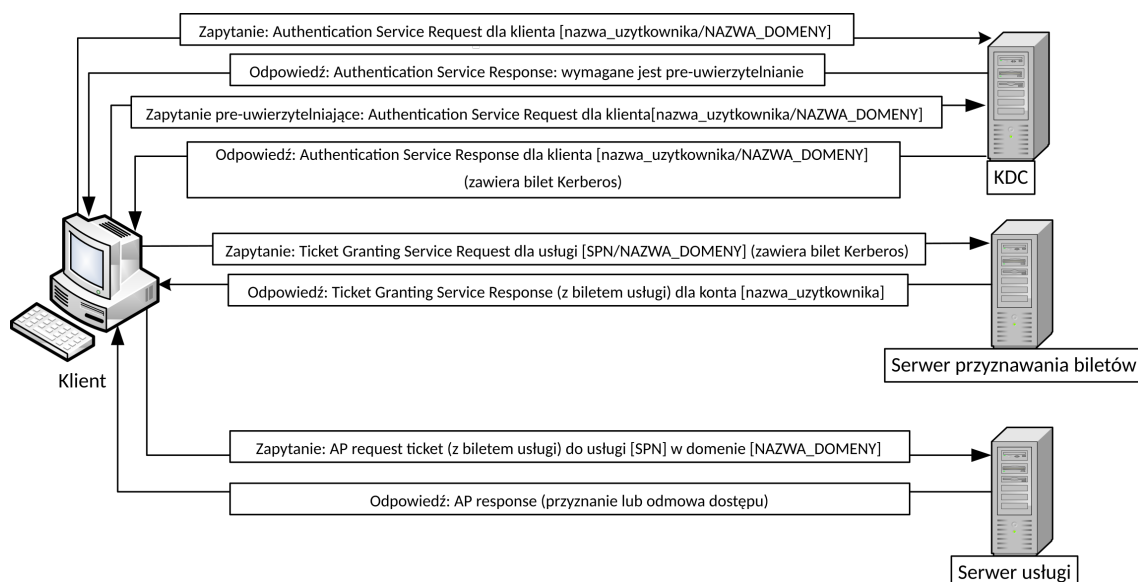 Zapytanie: Authentication Service Request dla klienta [nazwa_uzytkownika/NAZWA_DOMENY]
Odpowiedź: Authentication Service Response: wymagane jest pre-uwierzytelnianie
Zapytanie pre-uwierzytelniające: Authentication Service Request dla klienta[nazwa_uzytkownika/NAZWA_DOMENY]
Odpowiedź: Authentication Service Response dla klienta [nazwa_uzytkownika/NAZWA_DOMENY]
(zawiera bilet Kerberos)
KDC
Zapytanie: Ticket Granting Service Request dla usługi [SPN/NAZWA_DOMENY] (zawiera bilet Kerberos)
Odpowiedź: Ticket Granting Service Response (z biletem usługi) dla konta [nazwa_uzytkownika]
Serwer przyznawania biletów
Klient
Zapytanie: AP request ticket (z biletem usługi) do usługi [SPN] w domenie [NAZWA_DOMENY]
Odpowiedź: AP response (przyznanie lub odmowa dostępu)
Serwer usługi